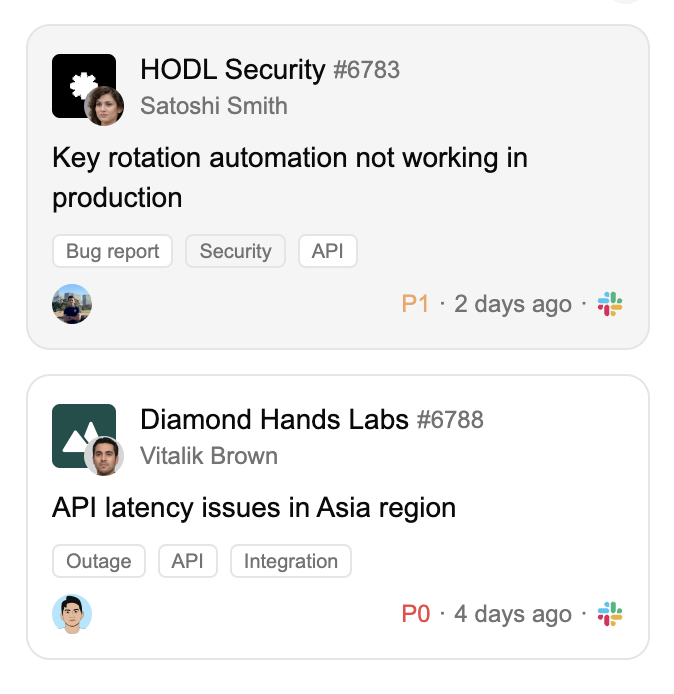 HODL Security #6783
Satoshi Smith
Key rotation automation not working in
production
Bug report Security API
P1 · 2 days ago ·
Diamond Hands Labs #6788
Vitalik Brown
API latency issues in Asia region
Outage API Integration
P0 · 4 days ago ·